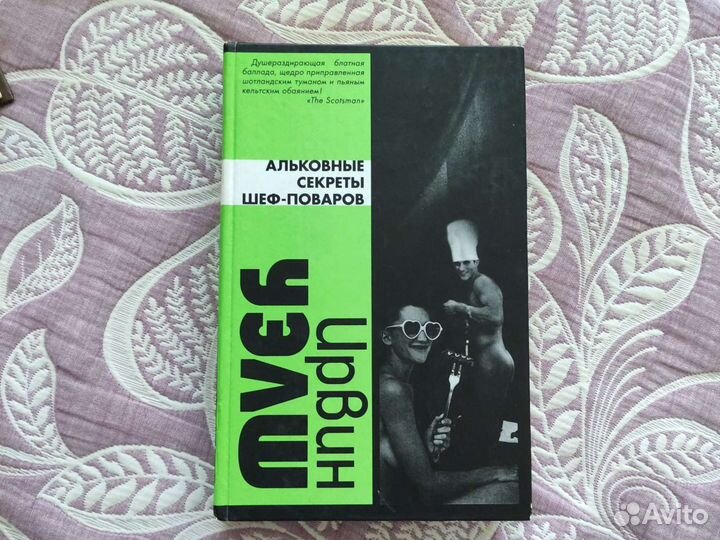 Душераздирающая блатная
баллада, щедро приправленная
шотландским туманом и пьяным
кельтским обаянием!
«The Scotsman»
АЛЬКОВНЫЕ
СЕКРЕТЫ
ШЕФ-ПОВАРОВ
ирвин
уэлш
Avito